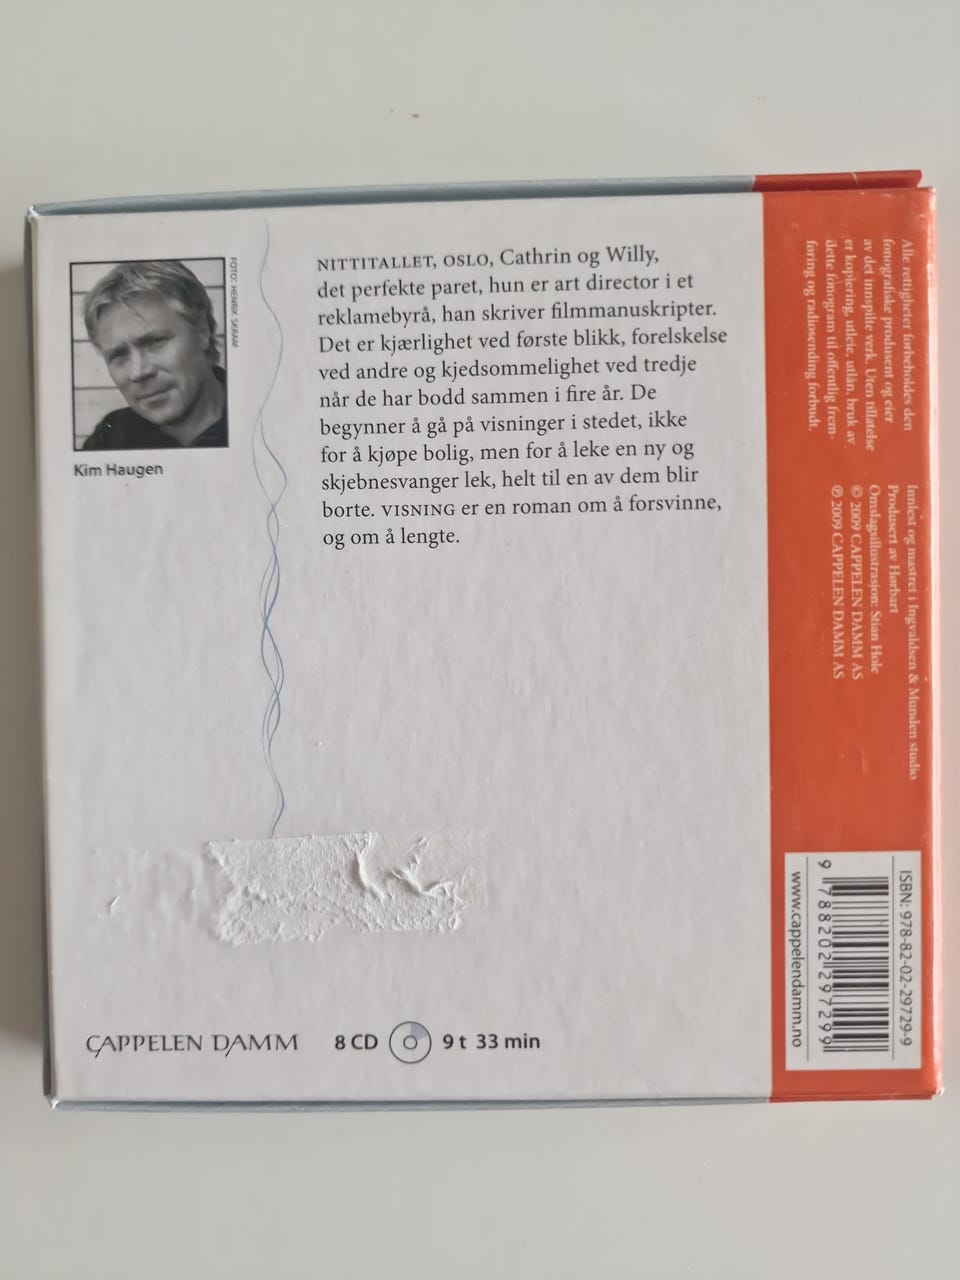 NITTITALLET, OSLO, Cathrin og Willy,
det perfekte paret, hun er art director i et
reklamebyrå, han skriver filmmanuskripter.
Det er kjærlighet ved første blikk, forelskelse
ved andre og kjedsommelighet ved tredje
når de har bodd sammen i fire år. De
begynner å gå på visninger i stedet, ikke
for å kjøpe bolig, men for å leke en ny og
skjebnesvanger lek, helt til en av dem blir
borte. VISNING er en roman om å forsvinne,
og om å lengte.
FOTO: HENRIK SKRAM
Kim Haugen
CAPPELEN DAMM 8 CD 9 t 33 min
Alle rettigheter forbeholdes den
fonografiske produsent og eier
av det innspilte verk. Uten tillatelse
er kopiering, utleie, utlån, bruk av
dette fonogram til offentlig frem-
føring og radiosending forbudt.
Innlest og mastret i Ingvaldsen & Munden studio
Produsert av Hørbart
Omslagsillustrasjon: Stian Hole
© 2009 CAPPELEN DAMM AS
℗ 2009 CAPPELEN DAMM AS
ISBN: 978-82-02-29729-9
9 788202 297299
www.cappelendamm.no